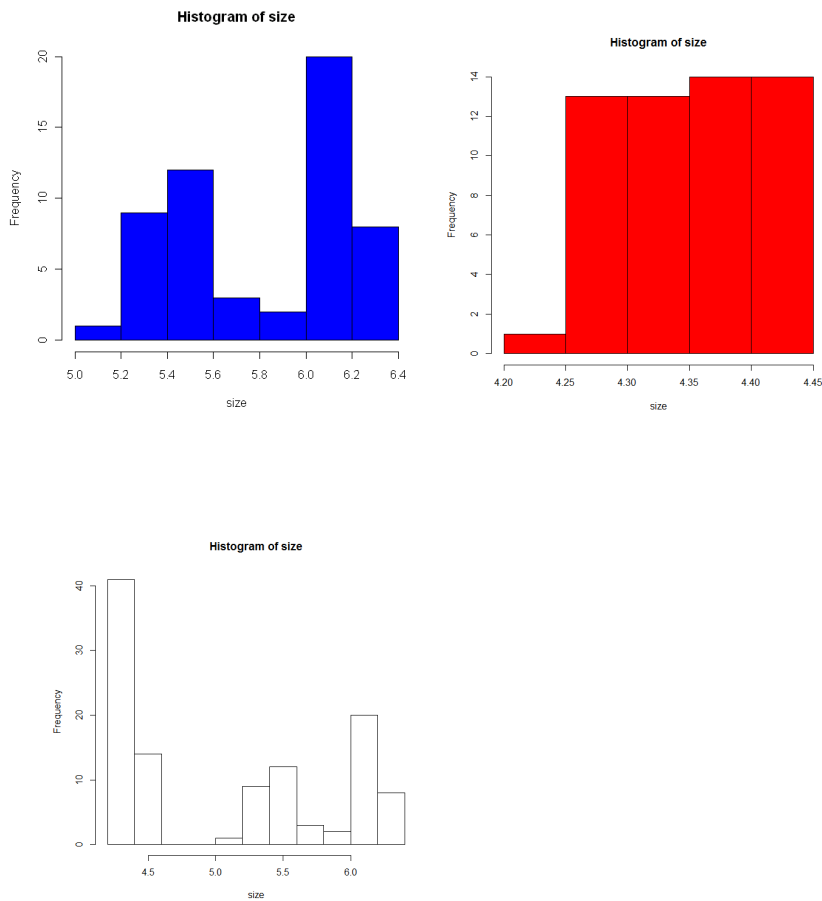 Histogram of size
Frequency
20
15
10
5
0
5.0 5.2 5.4 5.6 5.8 6.0 6.2 6.4
size
Histogram of size
Frequency
14
12
10
8
6
4
2
0
4.20 4.25 4.30 4.35 4.40 4.45
size
Histogram of size
Frequency
40
30
20
10
0
4.5 5.0 5.5 6.0
size